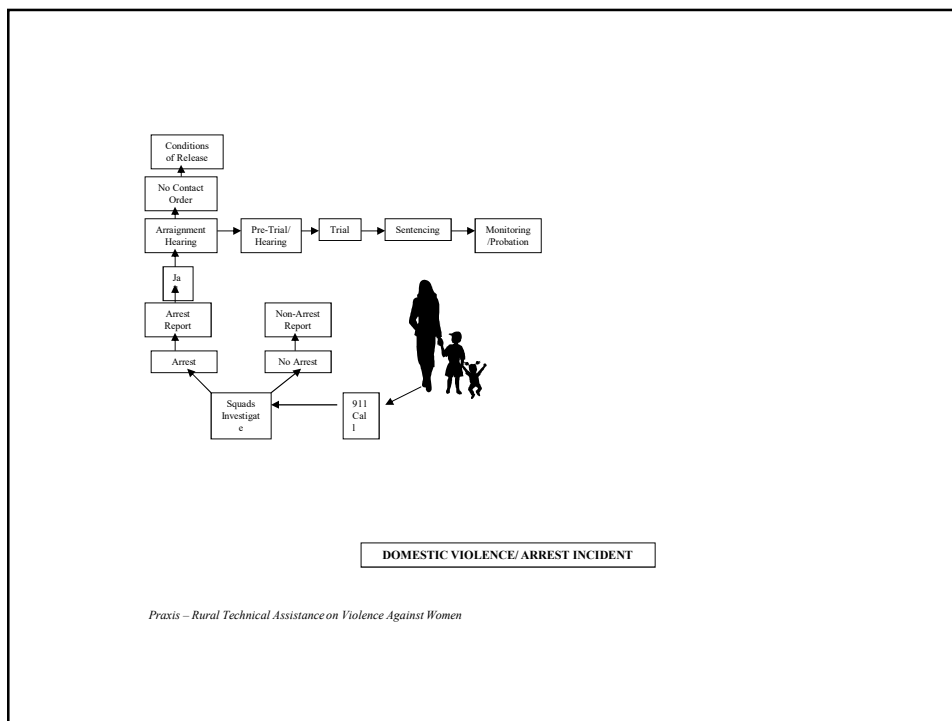 Conditions
of Release
No Contact
Order
Arraignment
Hearing
Pre-Trial/
Hearing
Trial
Sentencing
Monitoring
/Probation
Ja
Arrest
Report
Non-Arrest
Report
Arrest
No Arrest
Squads
Investigat
e
911
Cal
l
DOMESTIC VIOLENCE/ ARREST INCIDENT
Praxis – Rural Technical Assistance on Violence Against Women